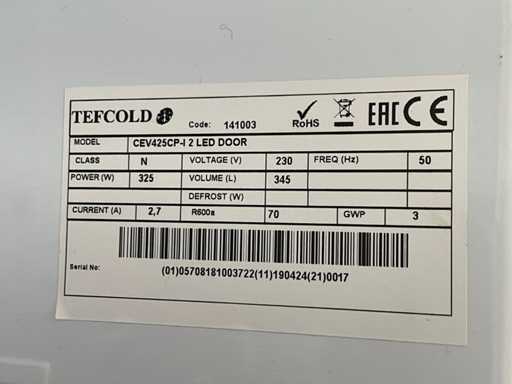 TEFCOLD Code: 141003 RoHS EAC CE
MODEL CEV425CP-I 2 LED DOOR
CLASS N VOLTAGE (V) 230 FREQ (Hz) 50
POWER (W) 325 VOLUME (L) 345
DEFROST (W)
CURRENT (A) 2,7 R600a 70 GWP 3
Serial No:
(01)05708181003722(11)190424(21)0017